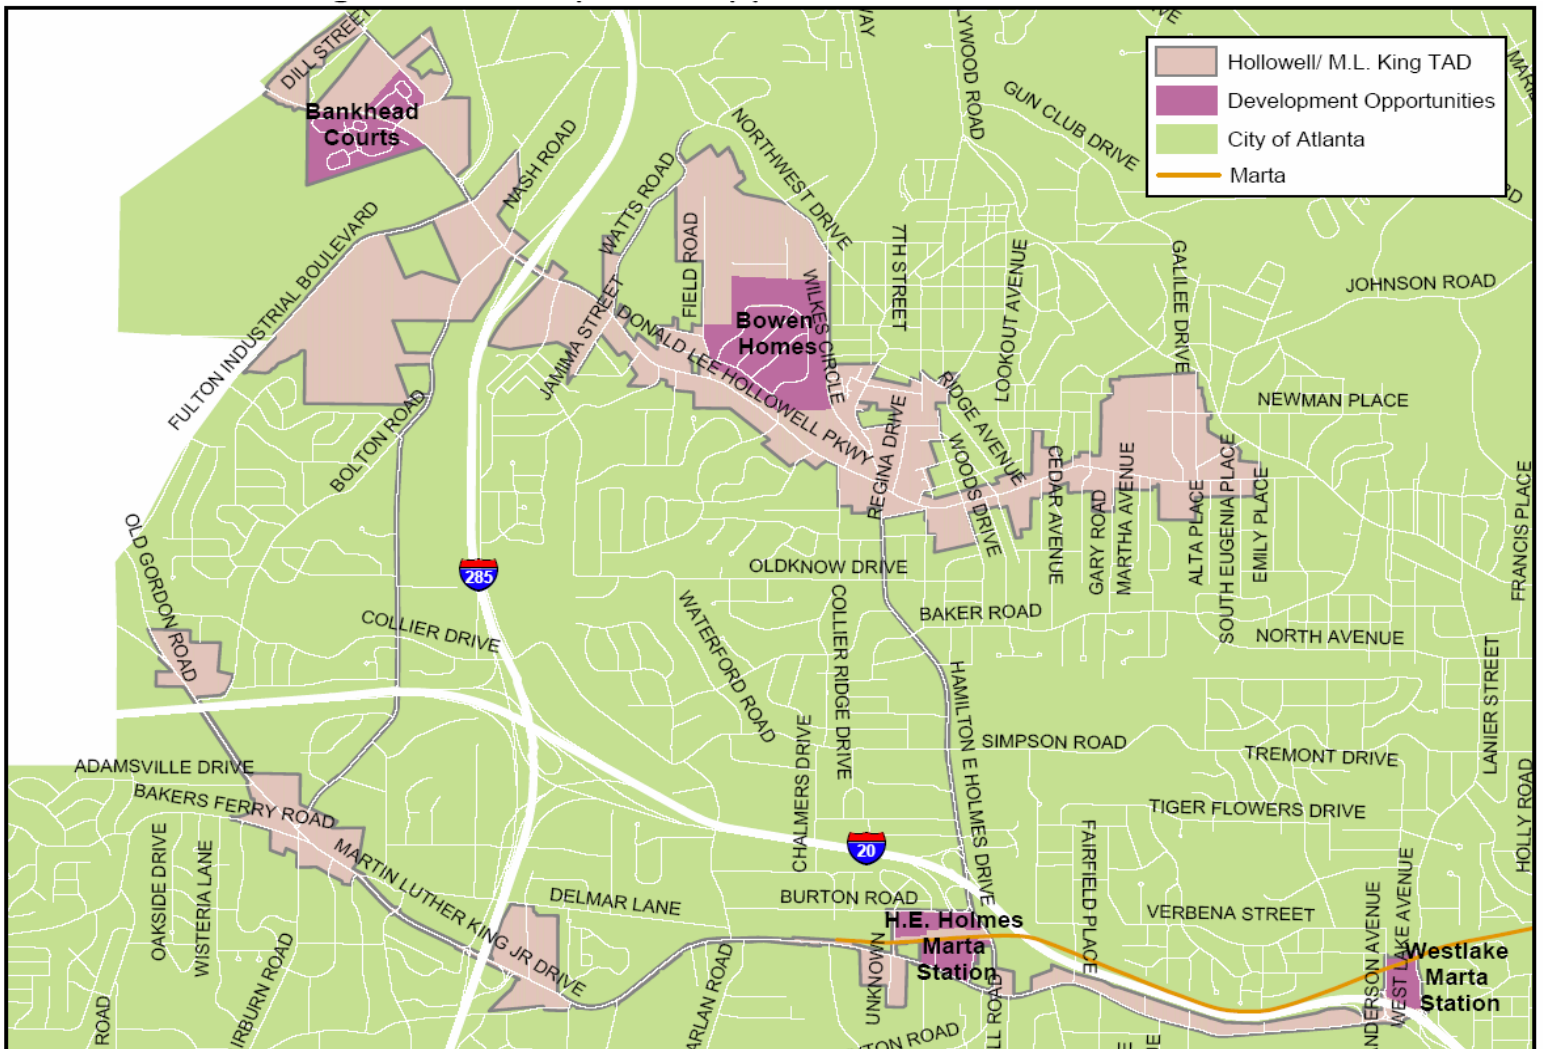 DILL STREET
Bankhead
Courts
NASH ROAD
WATTS ROAD
NORTHWEST DRIVE
GUN CLUB DRIVE
Hollowell/ M.L. King TAD
Development Opportunities
City of Atlanta
Marta
FULTON INDUSTRIAL BOULEVARD
FIELD ROAD
7TH STREET
LOOKOUT AVENUE
GALILEE DRIVE
JOHNSON ROAD
JAMIMA STREET
DONALD LEE HOLLOWELL PKWY
Bowen
Homes
WILKES CIRCLE
BOLTON ROAD
REGINA DRIVE
RIDGE AVENUE
WOODS DRIVE
NEWMAN PLACE
CEDAR AVENUE
GARY ROAD
MARTHA AVENUE
ALTA PLACE
SOUTH EUGENIA PLACE
EMILY PLACE
FRANCIS PLACE
OLD GORDON ROAD
285
OLDKNOW DRIVE
COLLIER DRIVE
WATERFORD ROAD
COLLIER RIDGE DRIVE
BAKER ROAD
NORTH AVENUE
LANIER STREET
HAMILTON E HOLMES DRIVE
SIMPSON ROAD
TREMONT DRIVE
HOLLY ROAD
ADAMSVILLE DRIVE
BAKERS FERRY ROAD
CHALMERS DRIVE
TIGER FLOWERS DRIVE
20
OAKSIDE DRIVE
WISTERIA LANE
MARTIN LUTHER KING JR DRIVE
DELMAR LANE
BURTON ROAD
FAIRFIELD PLACE
VERBENA STREET
H.E. Holmes
Marta
Station
UNKNOWN
WEST LAKE AVENUE
Westlake
Marta
Station
ROAD